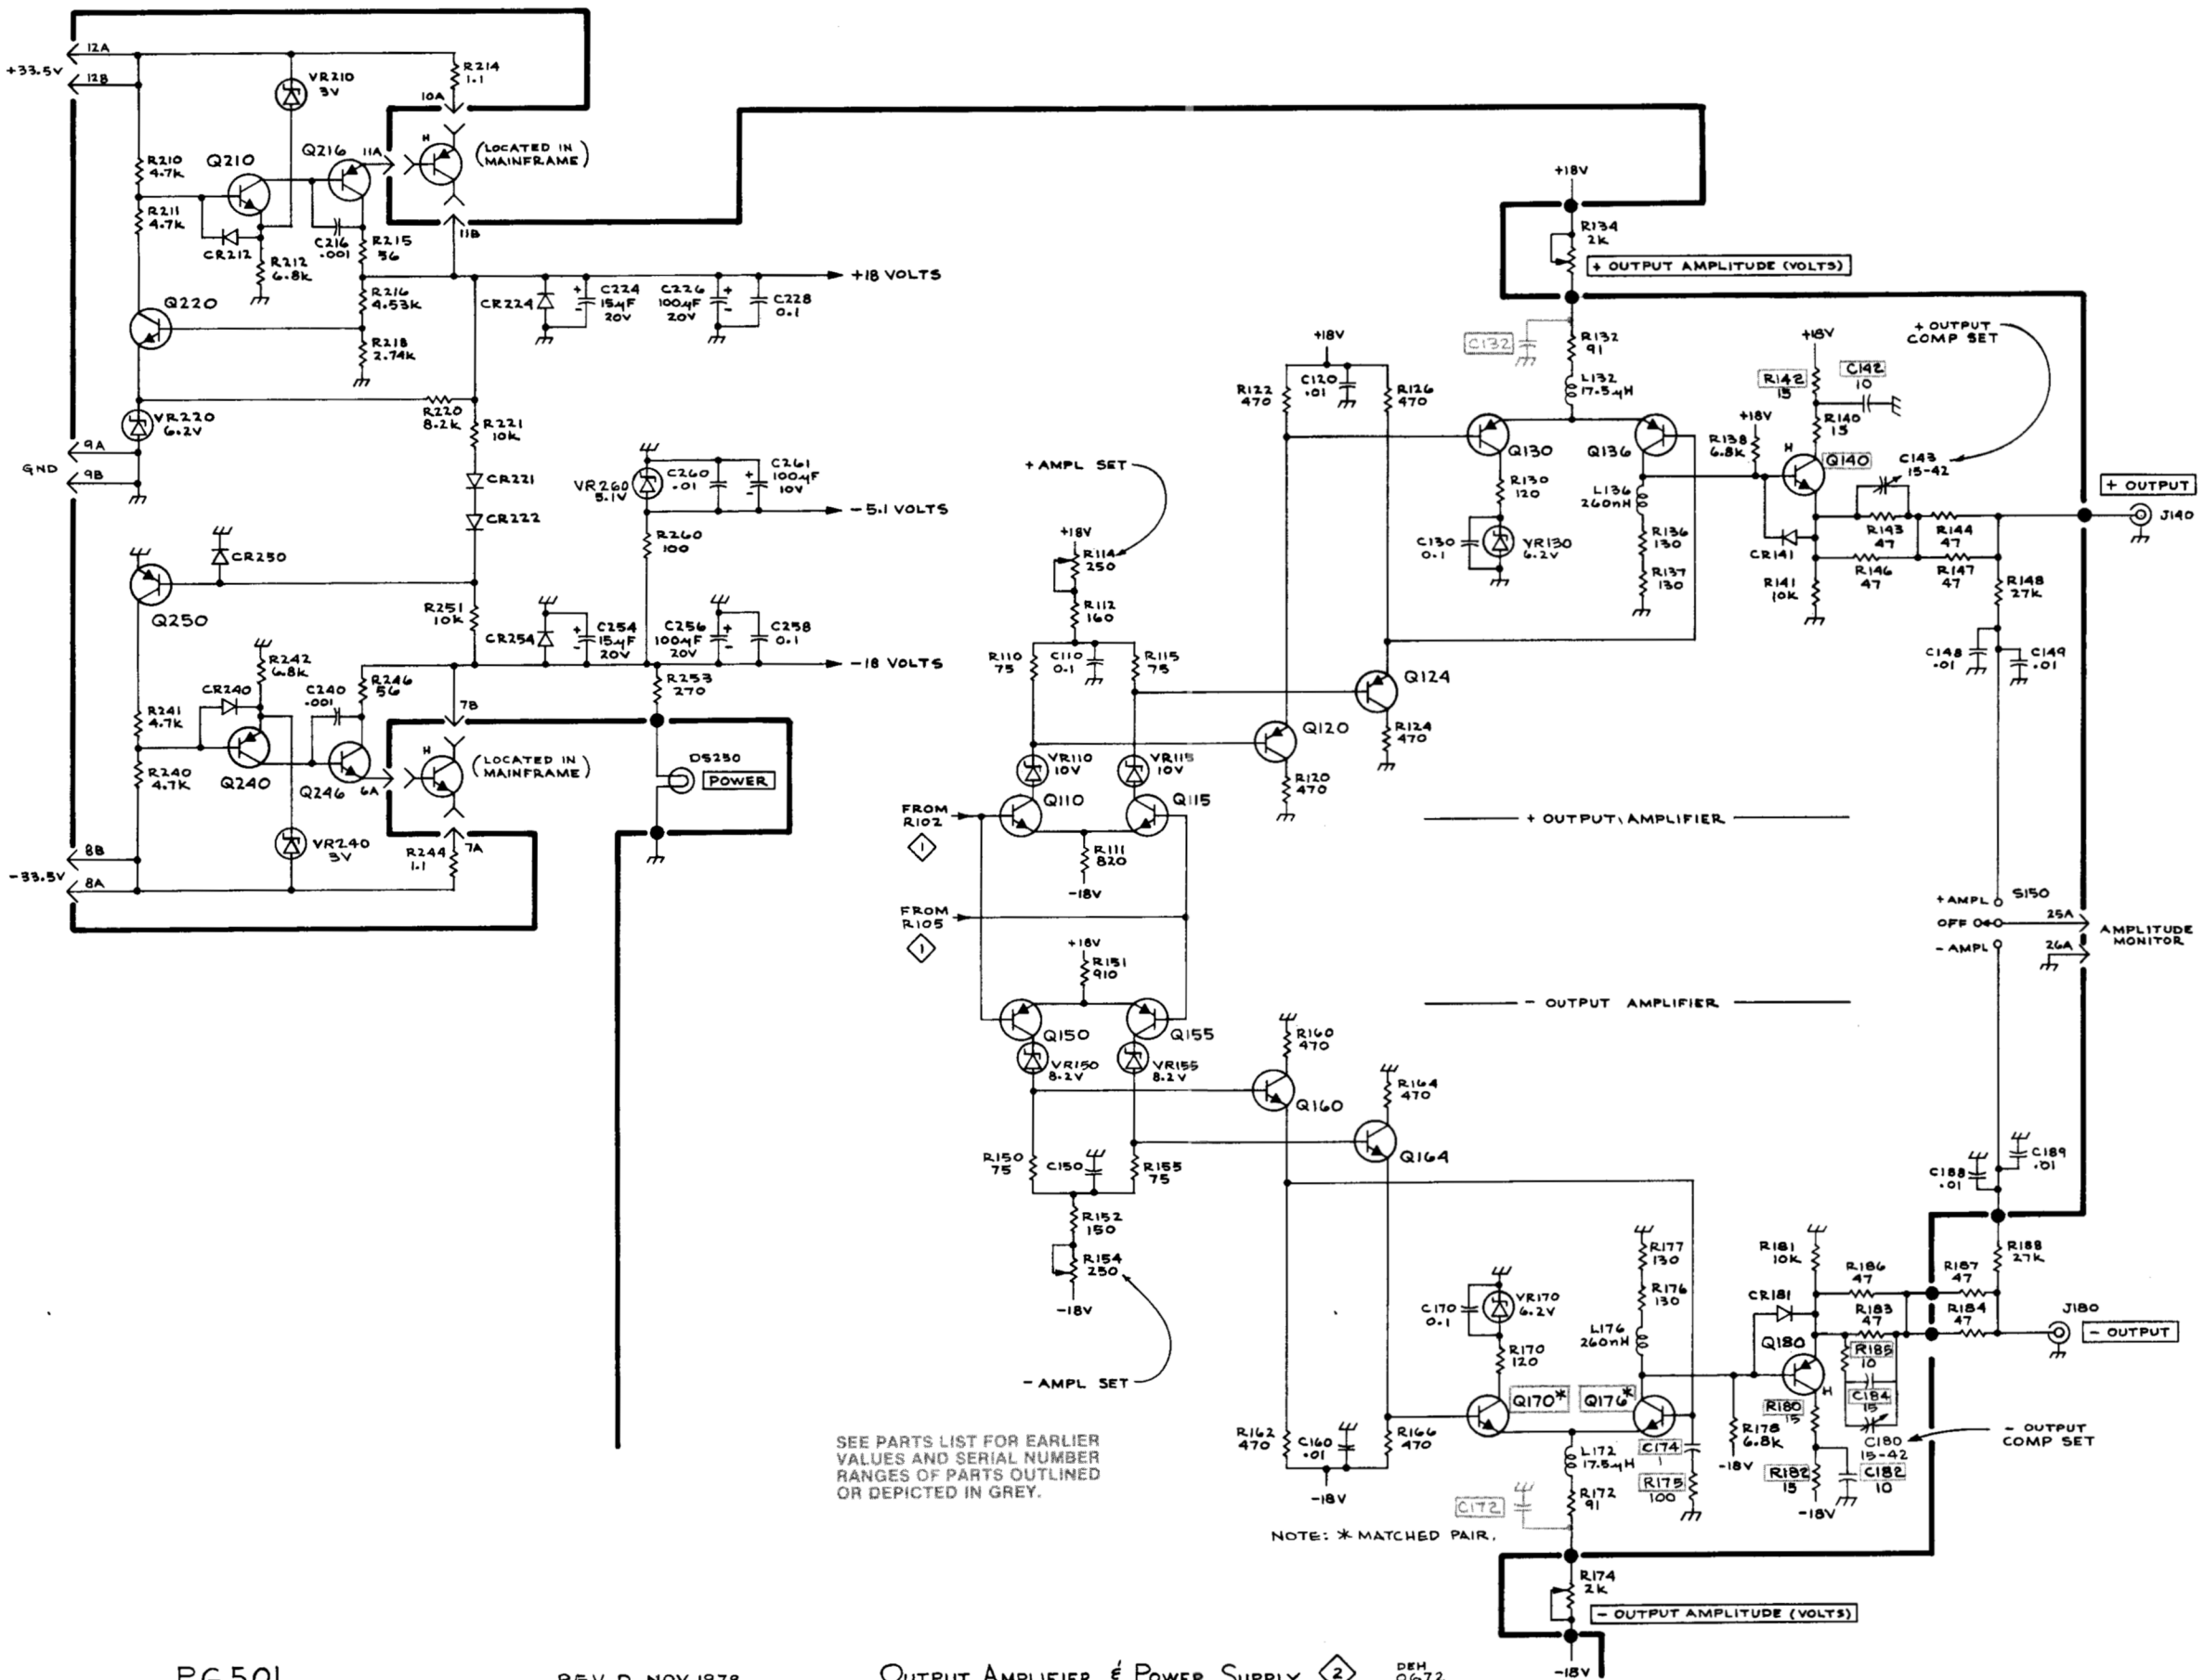 12A
+33.5V
12B
VR210
3V
R214
1.1
10A
H
(LOCATED IN
MAINFRAME)
R210
4.7K
Q210
Q216
11A
R211
4.7K
CR212
C216
.001
R215
56
R212
6.8K
11B
+18 VOLTS
R216
4.53K
CR224
+
C224
15µF
20V
-
C226
100µF
20V
+
-
C228
0.1
Q220
R218
2.74K
R220
8.2K
VR220
6.2V
R221
10K
9A
GND
9B
CR221
CR222
VR260
5.1V
C260
.01
+
-
C261
100µF
10V
-5.1 VOLTS
R260
100
CR250
Q250
R251
10K
CR254
+
C254
15µF
20V
-
C256
100µF
20V
+
-
C258
0.1
-18 VOLTS
R242
6.8K
CR240
C240
.001
R246
56
R253
270
7B
R241
4.7K
R240
4.7K
Q240
Q246
6A
H
(LOCATED IN
MAINFRAME)
DS250
POWER
VR240
3V
R244
1.1
7A
8B
-33.5V
8A
+18V
R134
2K
+ OUTPUT AMPLITUDE (VOLTS)
C132
R132
91
L132
17.5µH
+18V
R122
470
C120
.01
R126
470
Q130
Q136
R130
120
C130
0.1
VR130
6.2V
L136
260nH
R136
130
R137
130
+ OUTPUT
COMP SET
+18V
R142
15
C142
10
R140
15
+18V
R138
6.8K
H
Q140
C143
15-42
+ OUTPUT
J140
R143
47
R144
47
CR141
R146
47
R147
47
R141
10K
R148
27K
C148
.01
C149
.01
+ AMPL SET
+18V
R114
250
R112
160
R110
75
C110
0.1
R115
75
Q124
R124
470
Q120
R120
470
VR110
10V
VR115
10V
Q110
Q115
FROM
R102
1
R111
820
-18V
+ OUTPUT AMPLIFIER
FROM
R105
1
+18V
R151
910
+AMPL
S150
OFF
25A
- AMPL
26A
AMPLITUDE
MONITOR
- OUTPUT AMPLIFIER
Q150
Q155
VR150
8.2V
VR155
8.2V
R160
470
Q160
R164
470
Q164
R150
75
C150
R155
75
R152
150
R154
250
-18V
- AMPL SET
C188
.01
C189
.01
R188
27K
R177
130
R176
130
L176
260nH
C170
0.1
VR170
6.2V
R170
120
Q170*
Q176*
R181
10K
CR181
Q180
H
R186
47
R187
47
R183
47
R184
47
J180
- OUTPUT
R185
10
C184
15
C180
15-42
- OUTPUT
COMP SET
R180
15
R178
6.8K
-18V
R182
15
-18V
C182
10
R162
470
C160
.01
R166
470
-18V
L172
17.5µH
C174
1
R175
100
C172
R172
91
SEE PARTS LIST FOR EARLIER
VALUES AND SERIAL NUMBER
RANGES OF PARTS OUTLINED
OR DEPICTED IN GREY.
NOTE: * MATCHED PAIR.
R174
2K
- OUTPUT AMPLITUDE (VOLTS)
-18V
PG501
REV. D, NOV 1978
OUTPUT AMPLIFIER & POWER SUPPLY
2
DEH
0672